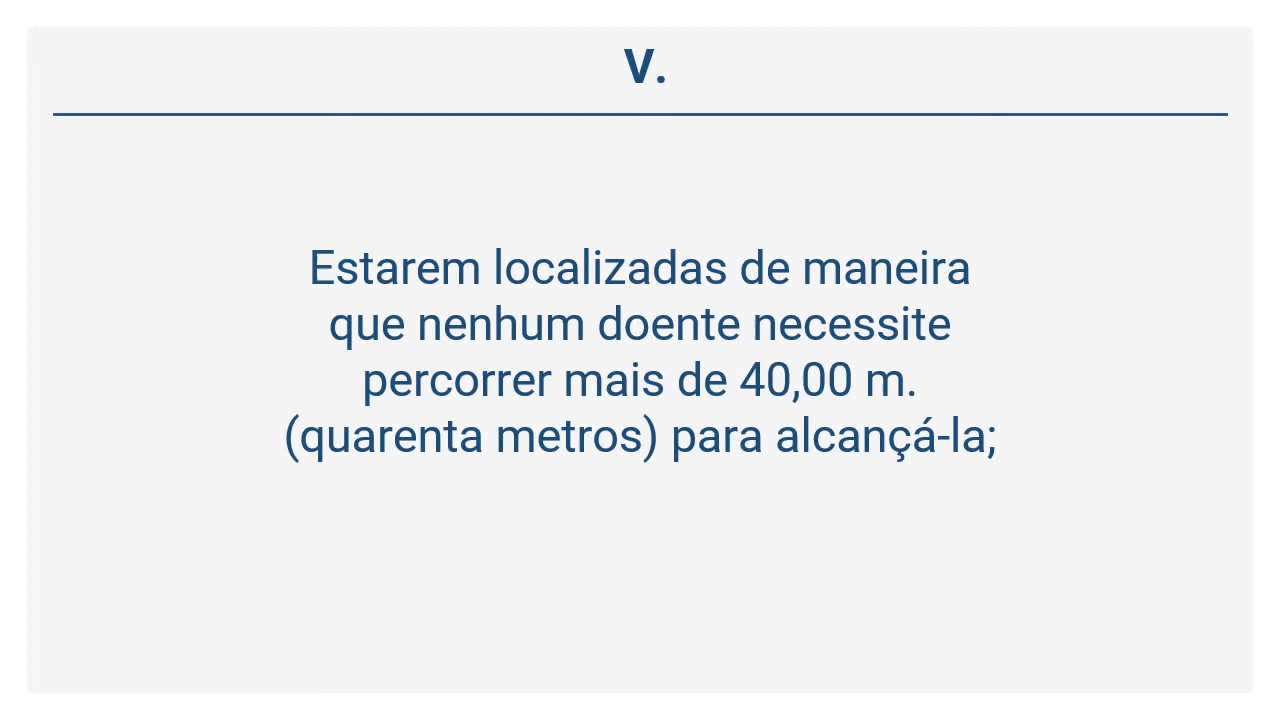 V.
Estarem localizadas de maneira
que nenhum doente necessite
percorrer mais de 40,00 m.
(quarenta metros) para alcançá-la;